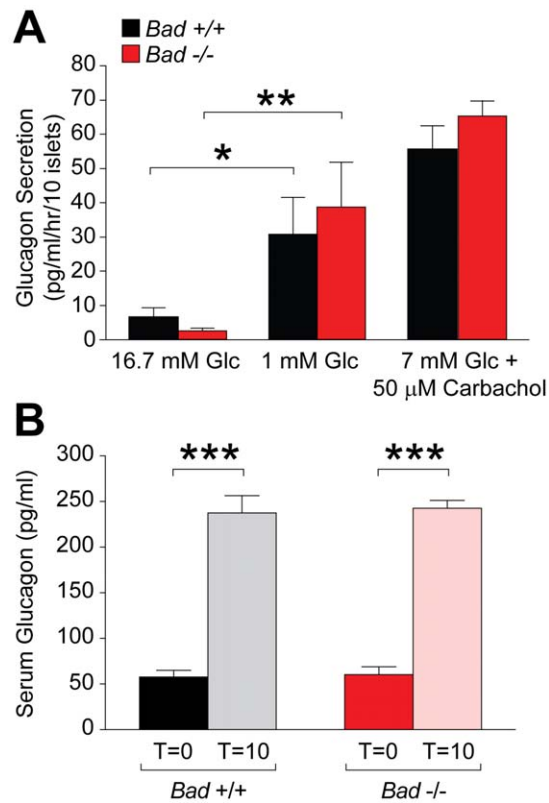 A
Bad +/+
Bad -/-
Glucagon Secretion
(pg/ml/hr/10 islets)
80
70
60
50
40
30
20
10
0
*
**
16.7 mM Glc
1 mM Glc
7 mM Glc +
50 μM Carbachol
B
Serum Glucagon (pg/ml)
300
250
200
150
100
50
0
***
***
T=0 T=10 T=0 T=10
Bad +/+ Bad -/-